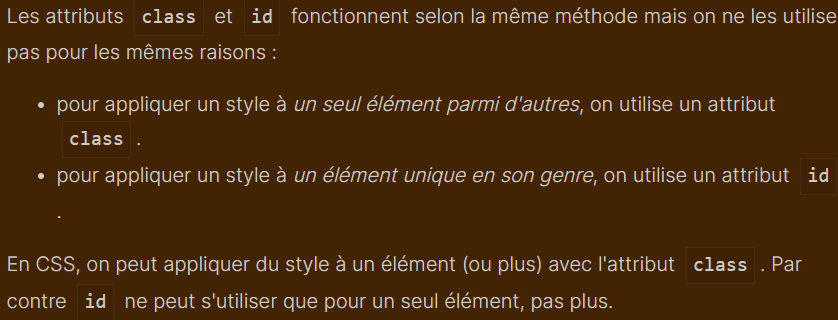 Les attributs class et id fonctionnent selon la même méthode mais on ne les utilise
pas pour les mêmes raisons :
• pour appliquer un style à un seul élément parmi d'autres, on utilise un attribut
class .
• pour appliquer un style à un élément unique en son genre, on utilise un attribut id
.
En CSS, on peut appliquer du style à un élément (ou plus) avec l'attribut class . Par
contre id ne peut s'utiliser que pour un seul élément, pas plus.